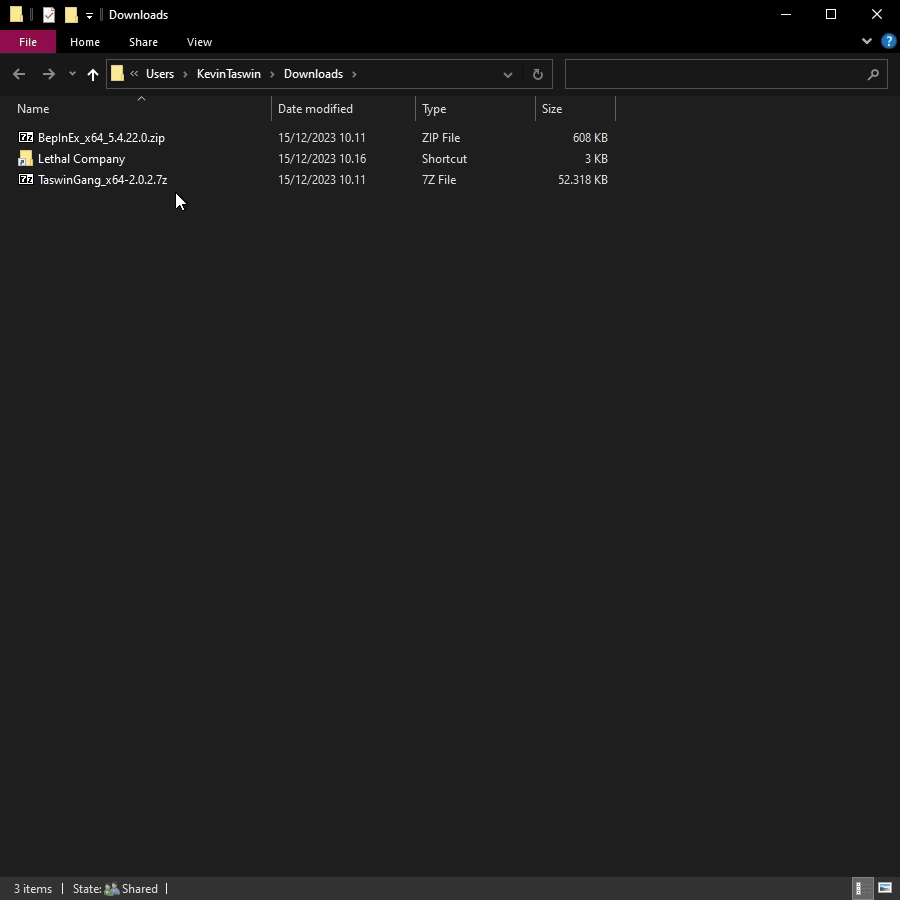 Downloads
File Home Share View
« Users › KevinTaswin › Downloads ›
Name Date modified Type Size
BepInEx_x64_5.4.22.0.zip 15/12/2023 10.11 ZIP File 608 KB
Lethal Company 15/12/2023 10.16 Shortcut 3 KB
TaswinGang_x64-2.0.2.7z 15/12/2023 10.11 7Z File 52.318 KB
3 items State: Shared